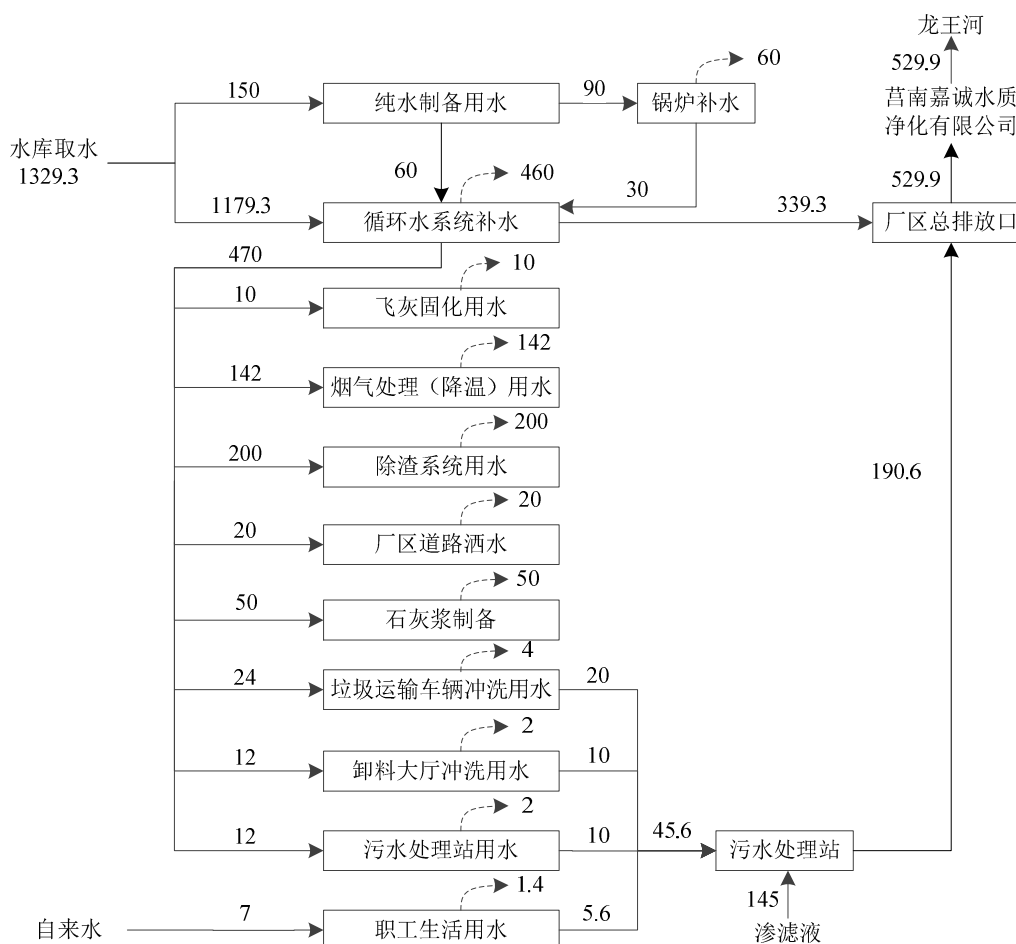 龙王河
529.9
60
150
纯水制备用水
90
锅炉补水
莒南嘉诚水质
净化有限公司
水库取水
1329.3
60
460
30
529.9
1179.3
循环水系统补水
339.3
厂区总排放口
470
10
10
飞灰固化用水
142
142
烟气处理（降温）用水
200
200
除渣系统用水
190.6
20
20
厂区道路洒水
50
50
石灰浆制备
4
24
垃圾运输车辆冲洗用水
20
2
12
卸料大厅冲洗用水
10
2
12
污水处理站用水
10
45.6
污水处理站
1.4
145
自来水
7
职工生活用水
5.6
渗滤液